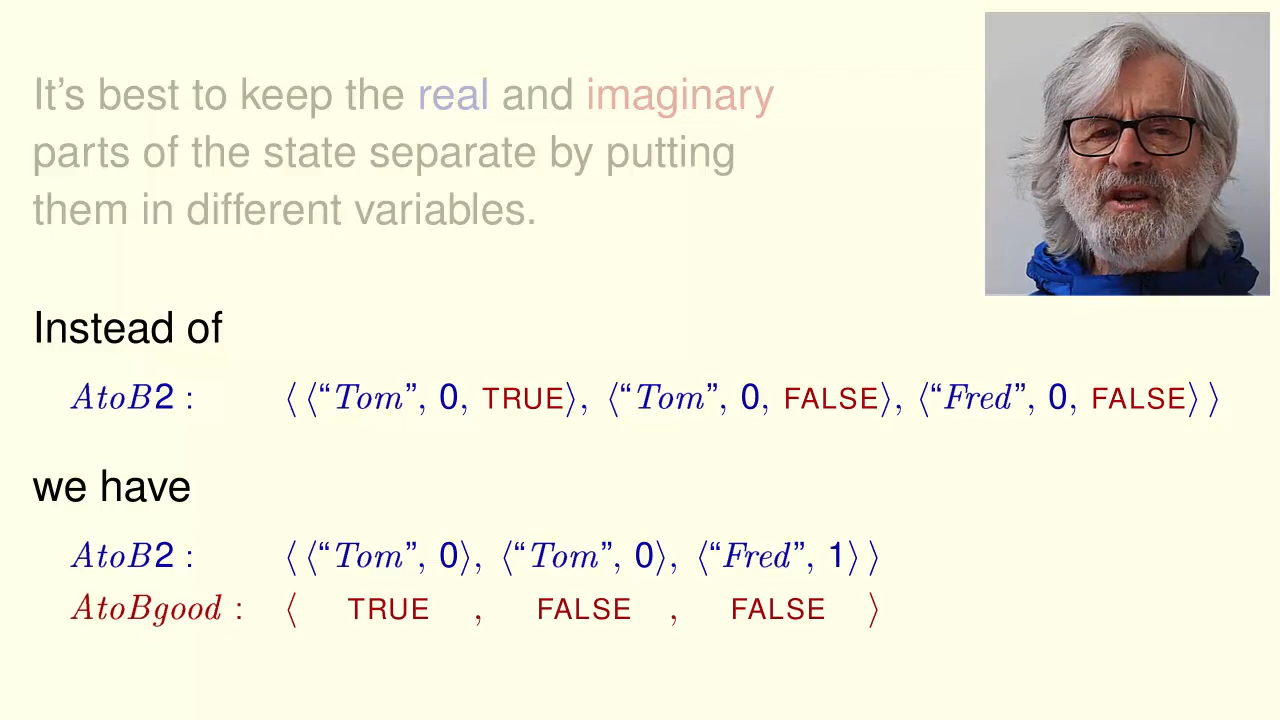 It's best to keep the real and imaginary
parts of the state separate by putting
them in different variables.
Instead of
AtoB2 : ⟨ ⟨“Tom”, 0, TRUE⟩, ⟨“Tom”, 0, FALSE⟩, ⟨“Fred”, 0, FALSE⟩ ⟩
we have
AtoB2 : ⟨ ⟨“Tom”, 0⟩, ⟨“Tom”, 0⟩, ⟨“Fred”, 1⟩ ⟩
AtoBgood : ⟨ TRUE , FALSE , FALSE ⟩